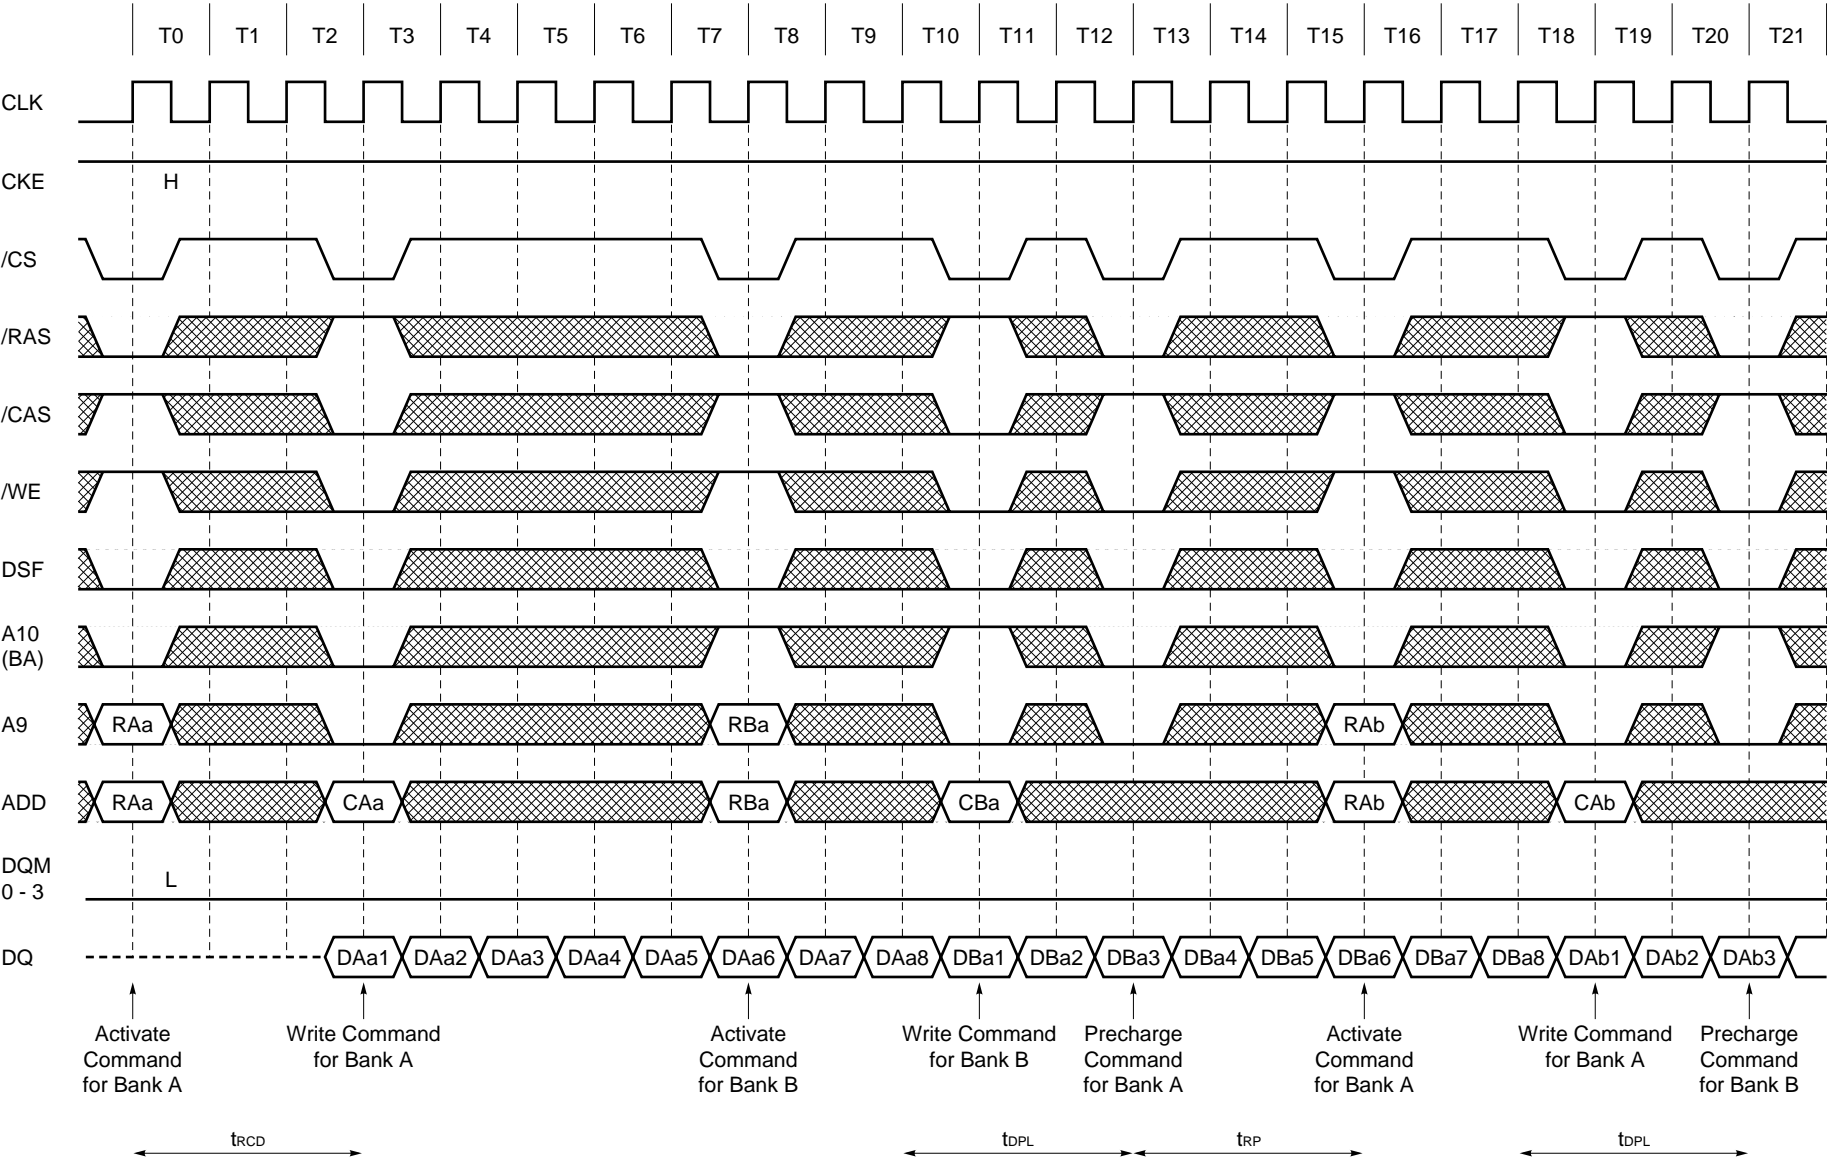 T0 T1 T2 T3 T4 T5 T6 T7 T8 T9 T10 T11 T12 T13 T14 T15 T16 T17 T18 T19 T20 T21
CLK
CKE H
/CS
/RAS
/CAS
/WE
DSF
A10
(BA)
A9 RAa RBa RAb
ADD RAa CAa RBa CBa RAb CAb
DQM
0 - 3 L
DQ DAa1 DAa2 DAa3 DAa4 DAa5 DAa6 DAa7 DAa8 DBa1 DBa2 DBa3 DBa4 DBa5 DBa6 DBa7 DBa8 DAb1 DAb2 DAb3
Activate
Command
for Bank A
Write Command
for Bank A
Activate
Command
for Bank B
Write Command
for Bank B
Precharge
Command
for Bank A
Activate
Command
for Bank A
Write Command
for Bank A
Precharge
Command
for Bank B
tRCD tDPL tRP tDPL